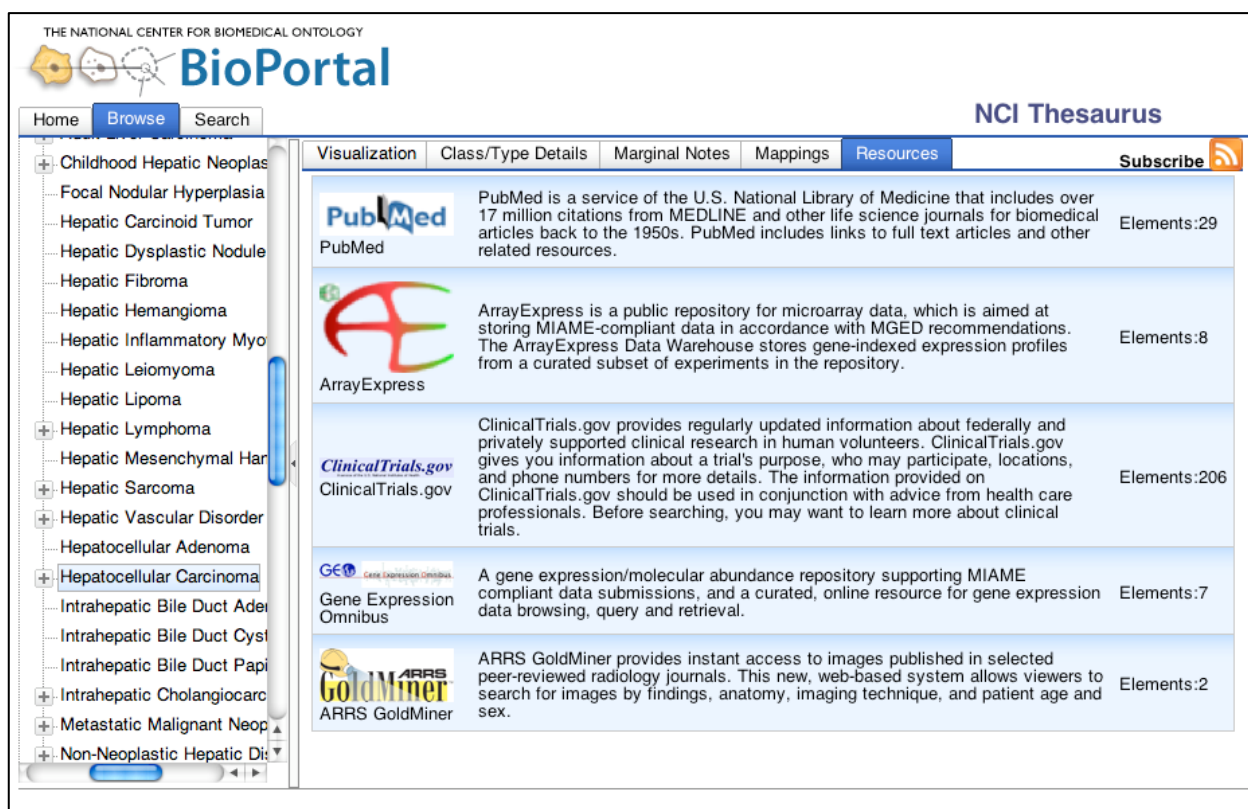 THE NATIONAL CENTER FOR BIOMEDICAL ONTOLOGY
BioPortal
NCI Thesaurus
Home Browse Search
Childhood Hepatic Neoplas
Focal Nodular Hyperplasia
Hepatic Carcinoid Tumor
Hepatic Dysplastic Nodule
Hepatic Fibroma
Hepatic Hemangioma
Hepatic Inflammatory Myo
Hepatic Leiomyoma
Hepatic Lipoma
Hepatic Lymphoma
Hepatic Mesenchymal Har
Hepatic Sarcoma
Hepatic Vascular Disorder
Hepatocellular Adenoma
Hepatocellular Carcinoma
Intrahepatic Bile Duct Ader
Intrahepatic Bile Duct Cyst
Intrahepatic Bile Duct Papi
Intrahepatic Cholangiocarc
Metastatic Malignant Neop
Non-Neoplastic Hepatic Dis
Visualization Class/Type Details Marginal Notes Mappings Resources
Subscribe
PubMed
PubMed
PubMed is a service of the U.S. National Library of Medicine that includes over
17 million citations from MEDLINE and other life science journals for biomedical
articles back to the 1950s. PubMed includes links to full text articles and other
related resources.
Elements:29
ArrayExpress
ArrayExpress is a public repository for microarray data, which is aimed at
storing MIAME-compliant data in accordance with MGED recommendations.
The ArrayExpress Data Warehouse stores gene-indexed expression profiles
from a curated subset of experiments in the repository.
Elements:8
ClinicalTrials.gov
ClinicalTrials.gov
ClinicalTrials.gov provides regularly updated information about federally and
privately supported clinical research in human volunteers. ClinicalTrials.gov
gives you information about a trial's purpose, who may participate, locations,
and phone numbers for more details. The information provided on
ClinicalTrials.gov should be used in conjunction with advice from health care
professionals. Before searching, you may want to learn more about clinical
trials.
Elements:206
GEO Gene Expression Omnibus
Gene Expression
Omnibus
A gene expression/molecular abundance repository supporting MIAME
compliant data submissions, and a curated, online resource for gene expression
data browsing, query and retrieval.
Elements:7
ARRS
GoldMiner
ARRS GoldMiner
ARRS GoldMiner provides instant access to images published in selected
peer-reviewed radiology journals. This new, web-based system allows viewers to
search for images by findings, anatomy, imaging technique, and patient age and
sex.
Elements:2